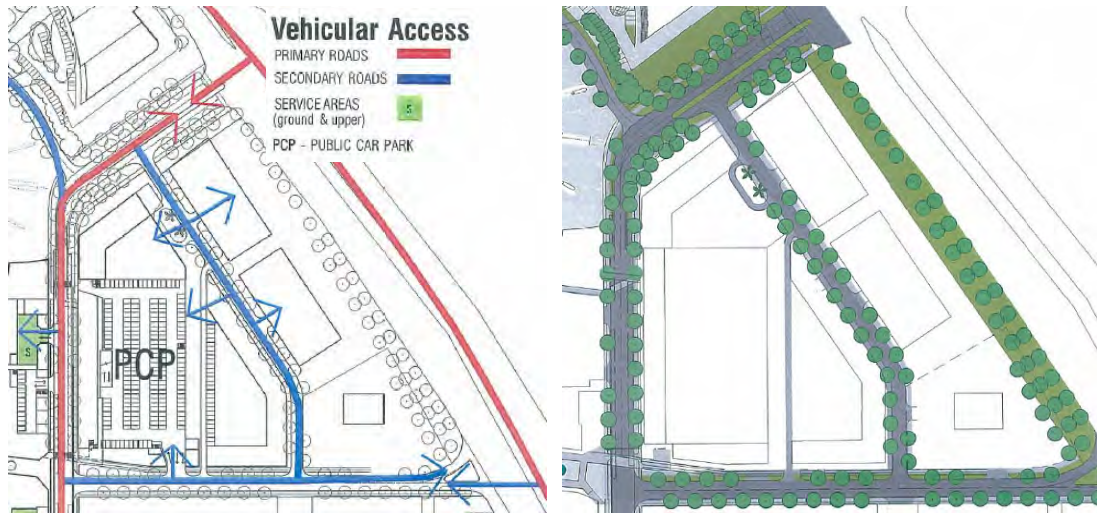 Vehicular Access
PRIMARY ROADS
SECONDARY ROADS
SERVICE AREAS
(ground & upper)
S
PCP - PUBLIC CAR PARK
S
PCP